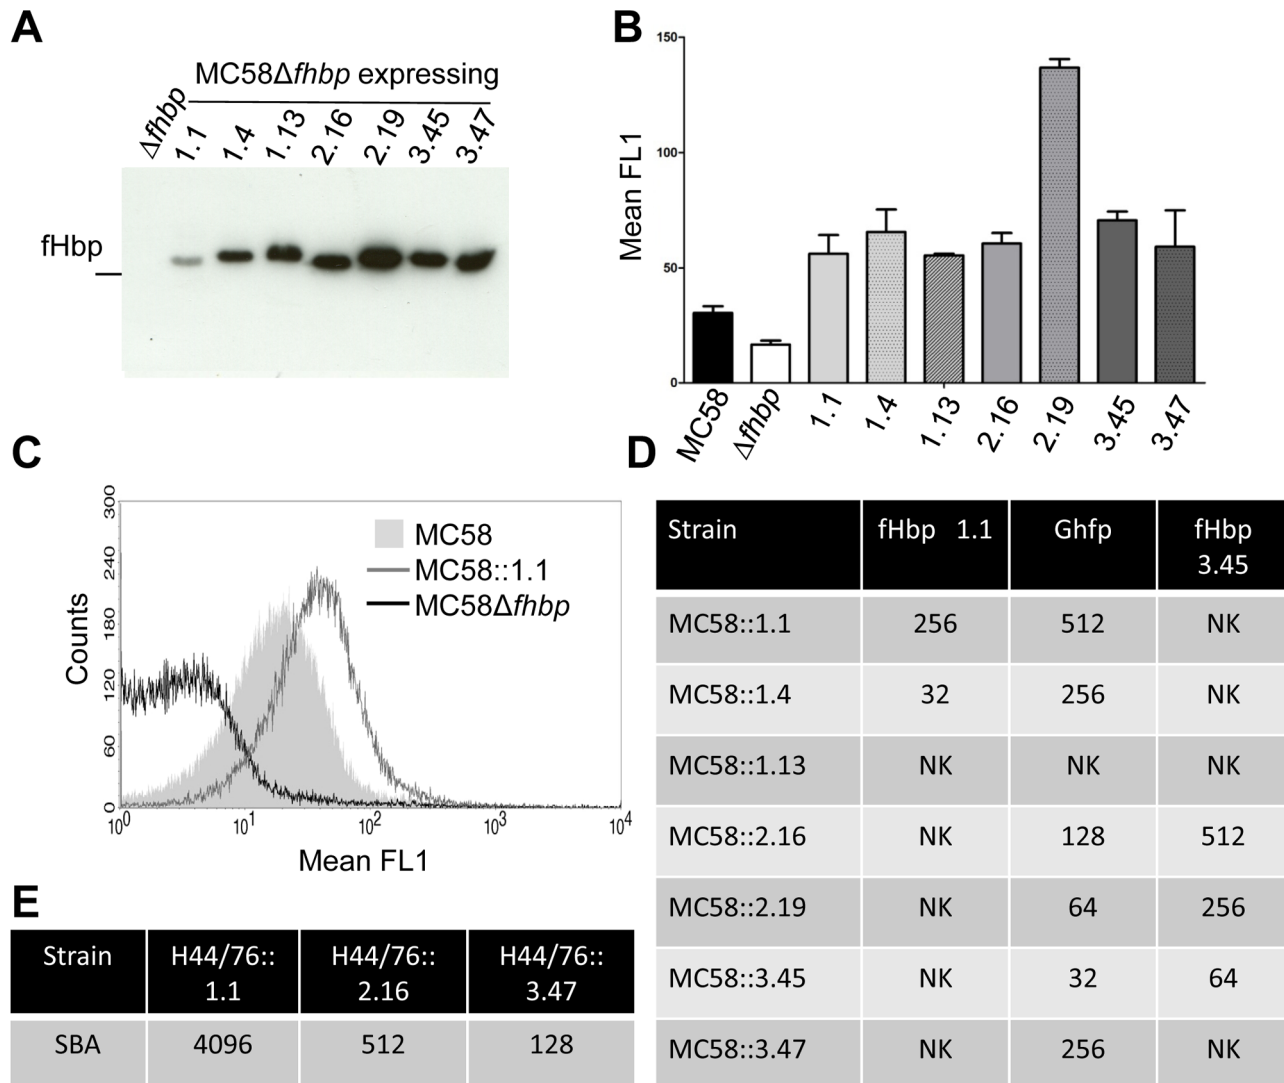 A
MC58Δfhbp expressing
Δfhbp 1.1 1.4 1.13 2.16 2.19 3.45 3.47
fHbp
B
Mean FL1
150
100
50
0
MC58 Δfhbp 1.1 1.4 1.13 2.16 2.19 3.45 3.47
C
Counts
300
240
180
120
60
0
MC58
MC58::1.1
MC58Δfhbp
10⁰ 10¹ 10² 10³ 10⁴
Mean FL1
D
Strain fHbp 1.1 Ghfp fHbp 3.45
MC58::1.1 256 512 NK
MC58::1.4 32 256 NK
MC58::1.13 NK NK NK
MC58::2.16 NK 128 512
MC58::2.19 NK 64 256
MC58::3.45 NK 32 64
MC58::3.47 NK 256 NK
E
Strain H44/76::1.1 H44/76::2.16 H44/76::3.47
SBA 4096 512 128